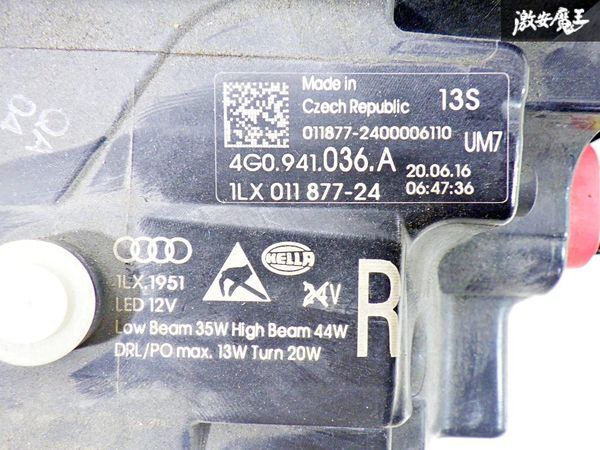 激安魔王
Made in
Czech Republic
13S
011877-2400006110
UM7
4G0.941.036.A
20.06.16
1LX 011 877-24
06:47:36
HELLA
1LX.1951
24V
LED 12V
R
Low Beam 35W High Beam 44W
DRL/PO max. 13W Turn 20W